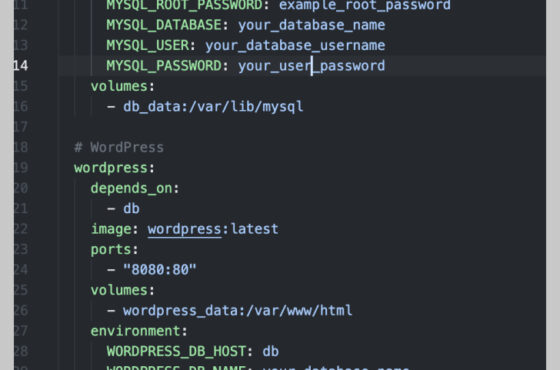 11 MYSQL_ROOT_PASSWORD: example_root_password
12 MYSQL_DATABASE: your_database_name
13 MYSQL_USER: your_database_username
14 MYSQL_PASSWORD: your_user_password
15 volumes:
16 - db_data:/var/lib/mysql
17
18 # WordPress
19 wordpress:
20 depends_on:
21 - db
22 image: wordpress:latest
23 ports:
24 - "8080:80"
25 volumes:
26 - wordpress_data:/var/www/html
27 environment:
28 WORDPRESS_DB_HOST: db
29 WORDPRESS_DB_NAME: your_database_name